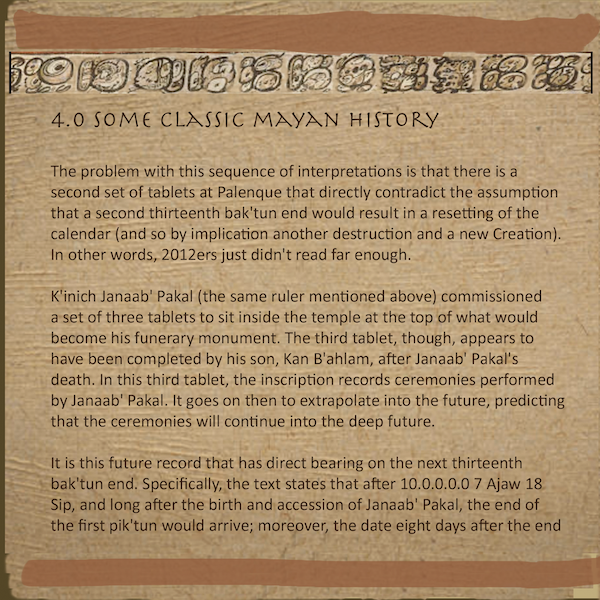 4.0 SOME CLASSIC MAYAN HISTORY
The problem with this sequence of interpretations is that there is a
second set of tablets at Palenque that directly contradict the assumption
that a second thirteenth bak'tun end would result in a resetting of the
calendar (and so by implication another destruction and a new Creation).
In other words, 2012ers just didn't read far enough.
K'inich Janaab' Pakal (the same ruler mentioned above) commissioned
a set of three tablets to sit inside the temple at the top of what would
become his funerary monument. The third tablet, though, appears to
have been completed by his son, Kan B'ahlam, after Janaab' Pakal's
death. In this third tablet, the inscription records ceremonies performed
by Janaab' Pakal. It goes on then to extrapolate into the future, predicting
that the ceremonies will continue into the deep future.
It is this future record that has direct bearing on the next thirteenth
bak'tun end. Specifically, the text states that after 10.0.0.0.0 7 Ajaw 18
Sip, and long after the birth and accession of Janaab' Pakal, the end of
the first pik'tun would arrive; moreover, the date eight days after the end